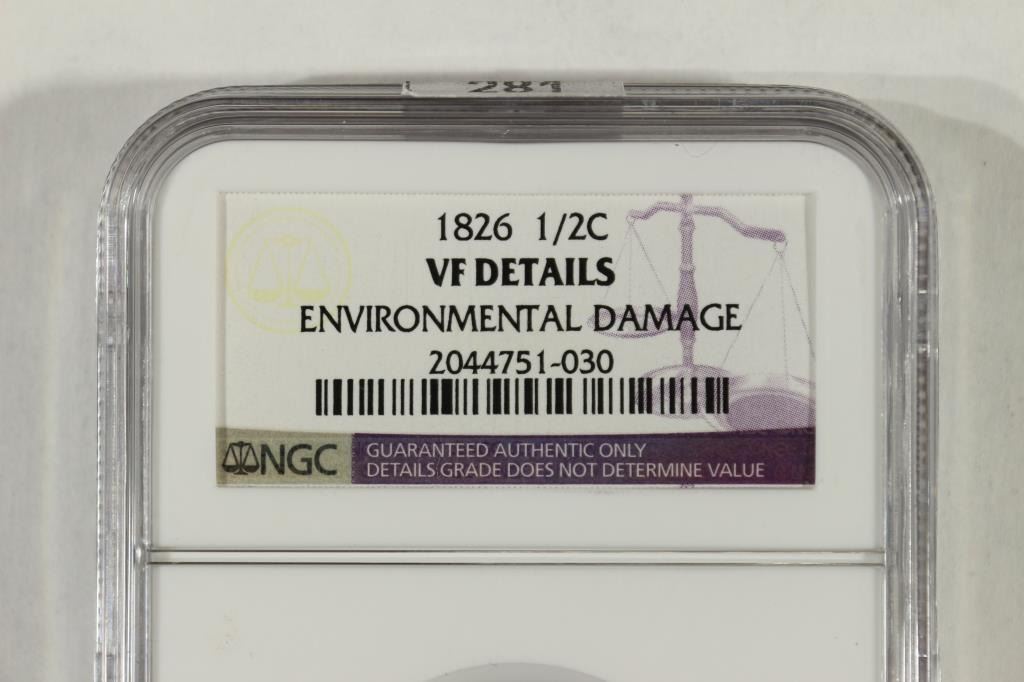 281
1826 1/2C
VF DETAILS
ENVIRONMENTAL DAMAGE
2044751-030
NGC
GUARANTEED AUTHENTIC ONLY
DETAILS GRADE DOES NOT DETERMINE VALUE